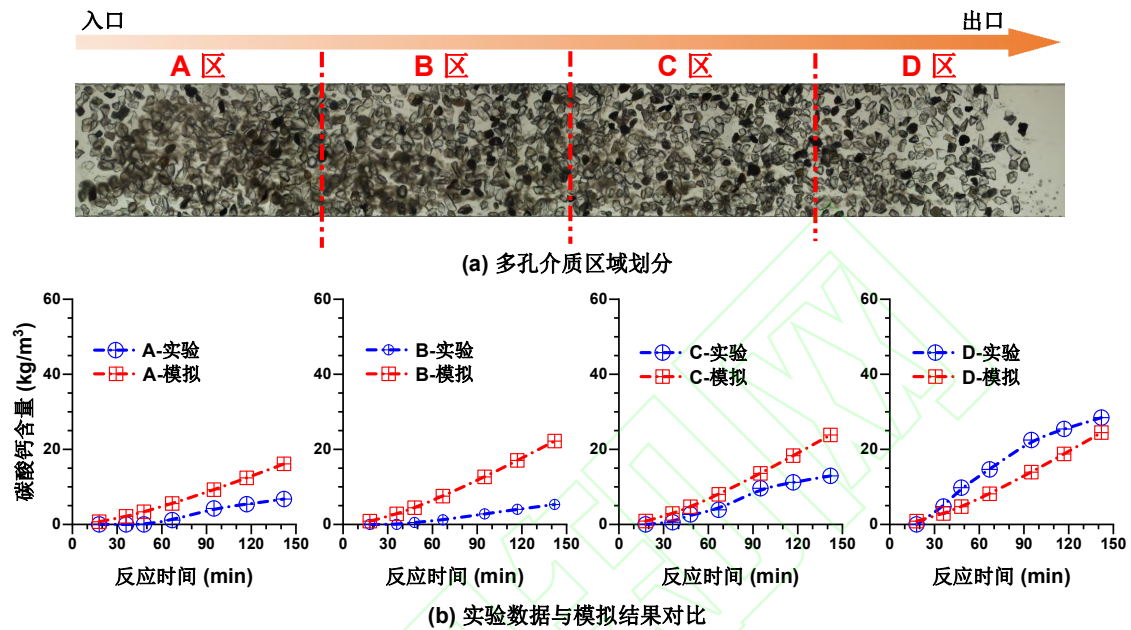 入口 出口
A 区 B 区 C 区 D 区
(a) 多孔介质区域划分
碳酸钙含量 (kg/m³)
60 60 60 60
A-实验 B-实验 C-实验 D-实验
A-模拟 B-模拟 C-模拟 D-模拟
40 40 40 40
20 20 20 20
0 0 0 0
0 30 60 90 120 150 0 30 60 90 120 150 0 30 60 90 120 150 0 30 60 90 120 150
反应时间 (min) 反应时间 (min) 反应时间 (min) 反应时间 (min)
(b) 实验数据与模拟结果对比